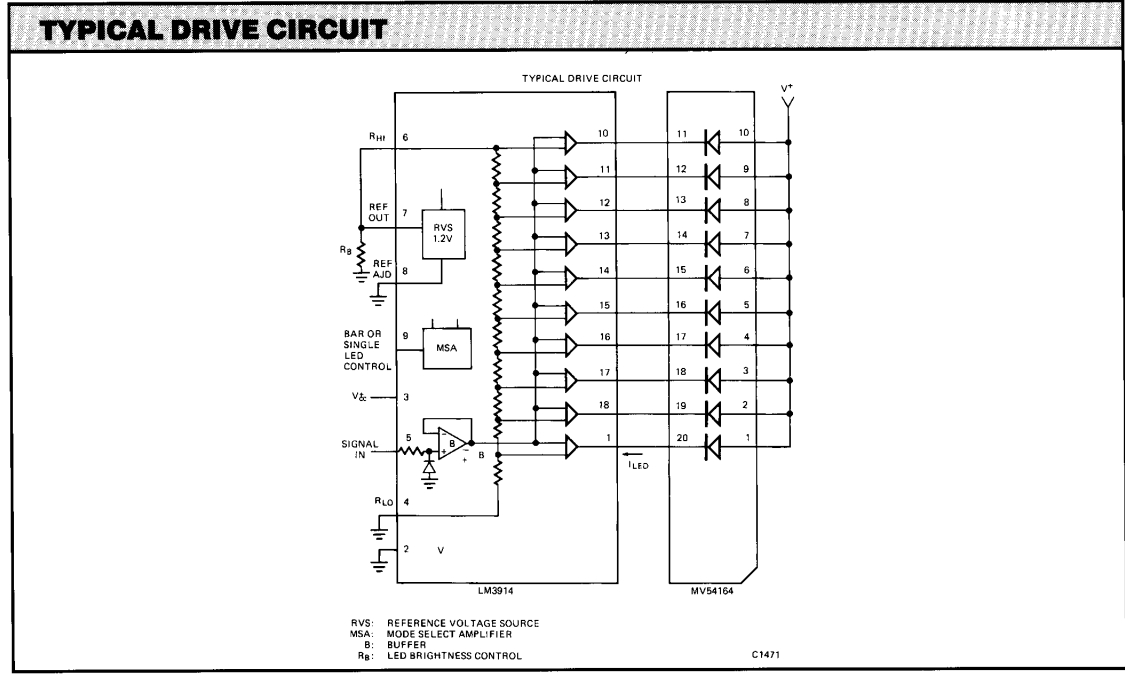 TYPICAL DRIVE CIRCUIT
TYPICAL DRIVE CIRCUIT
V+
RHI 6
10 11 10
11 12 9
REF OUT 7
12 13 8
RVS 1.2V
13 14 7
RB
REF AJD 8
14 15 6
15 16 5
BAR OR SINGLE LED CONTROL 9
MSA
16 17 4
17 18 3
3
18 19 2
SIGNAL IN 5
- + B - + B
1 20 1
ILED
RLO 4
2 V
LM3914
MV54164
RVS: REFERENCE VOLTAGE SOURCE
MSA: MODE SELECT AMPLIFIER
B: BUFFER
RB: LED BRIGHTNESS CONTROL
C1471